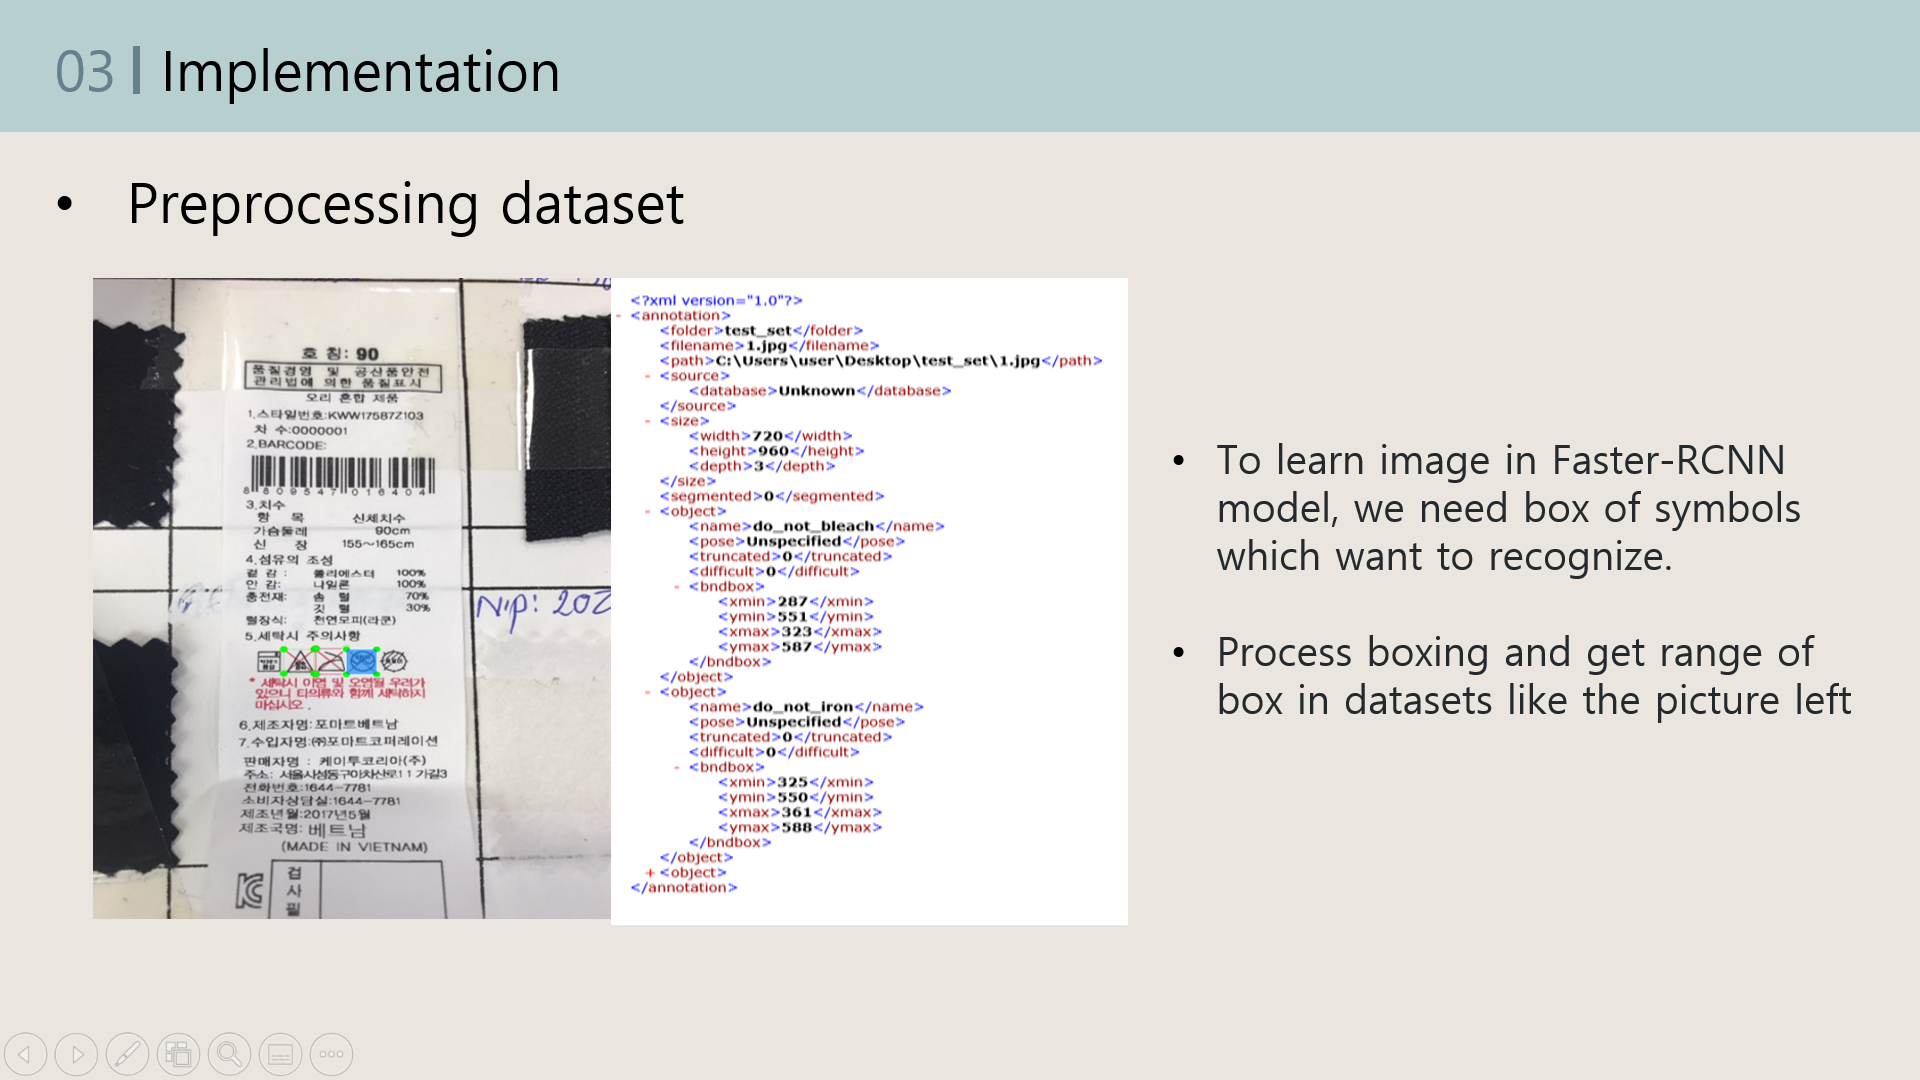 03 Implementation
• Preprocessing dataset
호 칭: 90
품질경영 및 공산품안전
관리법에 의한 품질표시
오리 혼합 제품
1.스타일번호:KWW17587Z103
차 수:0000001
2.BARCODE:
8 809547 016404
3.치수
항 목 신체치수
가슴둘레 90cm
신 장 155~165cm
4.섬유의 조성
겉 감 : 폴리에스터 100%
안 감: 나일론 100%
충전재: 솜 털 70%
깃 털 30%
털장식: 천연모피(라쿤)
5.세탁시 주의사항
* 세탁시 이염 및 오염될 우려가
있으니 타의류와 함께 세탁하지
마십시오 .
6.제조자명:포마트베트남
7.수입자명:㈜포마트코퍼레이션
판매자명 : 케이투코리아(주)
주소: 서울시성동구아차산로11가길3
전화번호:1644-7781
소비자상담실:1644-7781
제조년월:2017년5월
제조국명: 베트남
(MADE IN VIETNAM)
검
사
필
N.p: 202
<?xml version="1.0"?>
- <annotation>
<folder>test_set</folder>
<filename>1.jpg</filename>
<path>C:\Users\user\Desktop\test_set\1.jpg</path>
- <source>
<database>Unknown</database>
</source>
- <size>
<width>720</width>
<height>960</height>
<depth>3</depth>
</size>
<segmented>0</segmented>
- <object>
<name>do_not_bleach</name>
<pose>Unspecified</pose>
<truncated>0</truncated>
<difficult>0</difficult>
- <bndbox>
<xmin>287</xmin>
<ymin>551</ymin>
<xmax>323</xmax>
<ymax>587</ymax>
</bndbox>
</object>
- <object>
<name>do_not_iron</name>
<pose>Unspecified</pose>
<truncated>0</truncated>
<difficult>0</difficult>
- <bndbox>
<xmin>325</xmin>
<ymin>550</ymin>
<xmax>361</xmax>
<ymax>588</ymax>
</bndbox>
</object>
+ <object>
</annotation>
• To learn image in Faster-RCNN
model, we need box of symbols
which want to recognize.
• Process boxing and get range of
box in datasets like the picture left